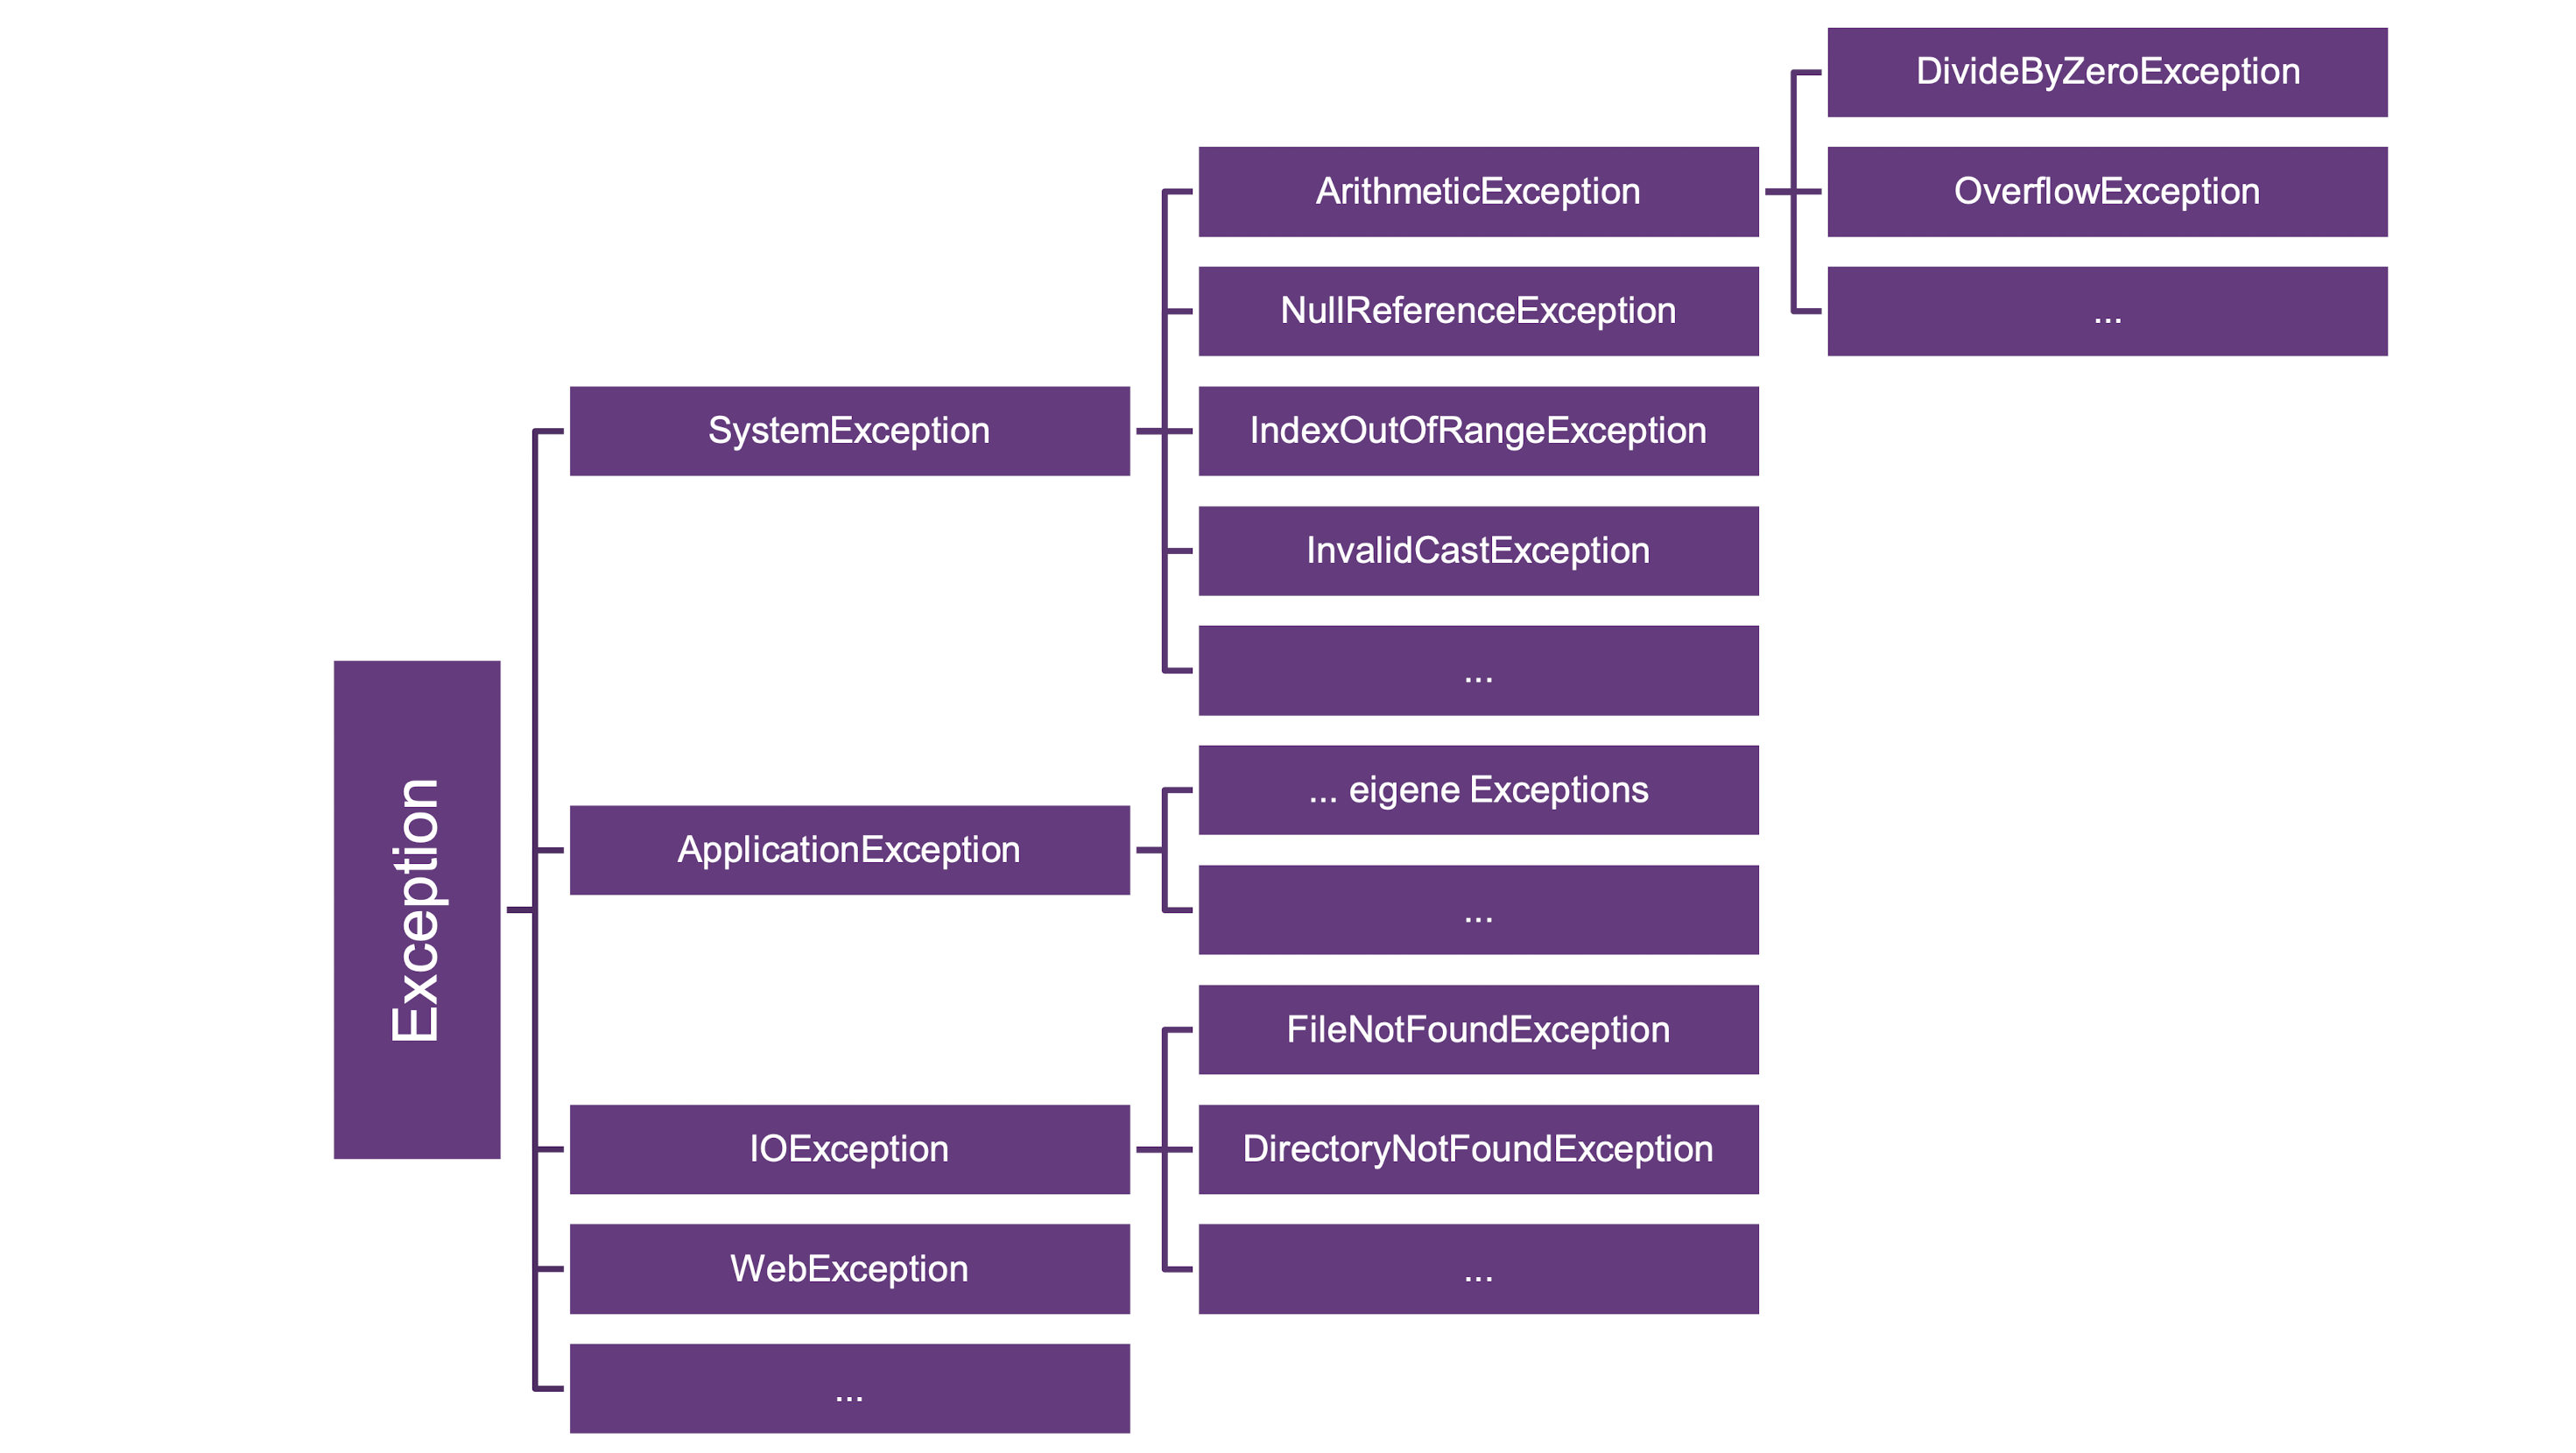 Exception
SystemException
ArithmeticException
DivideByZeroException
OverflowException
...
NullReferenceException
IndexOutOfRangeException
InvalidCastException
...
ApplicationException
... eigene Exceptions
...
IOException
FileNotFoundException
DirectoryNotFoundException
...
WebException
...